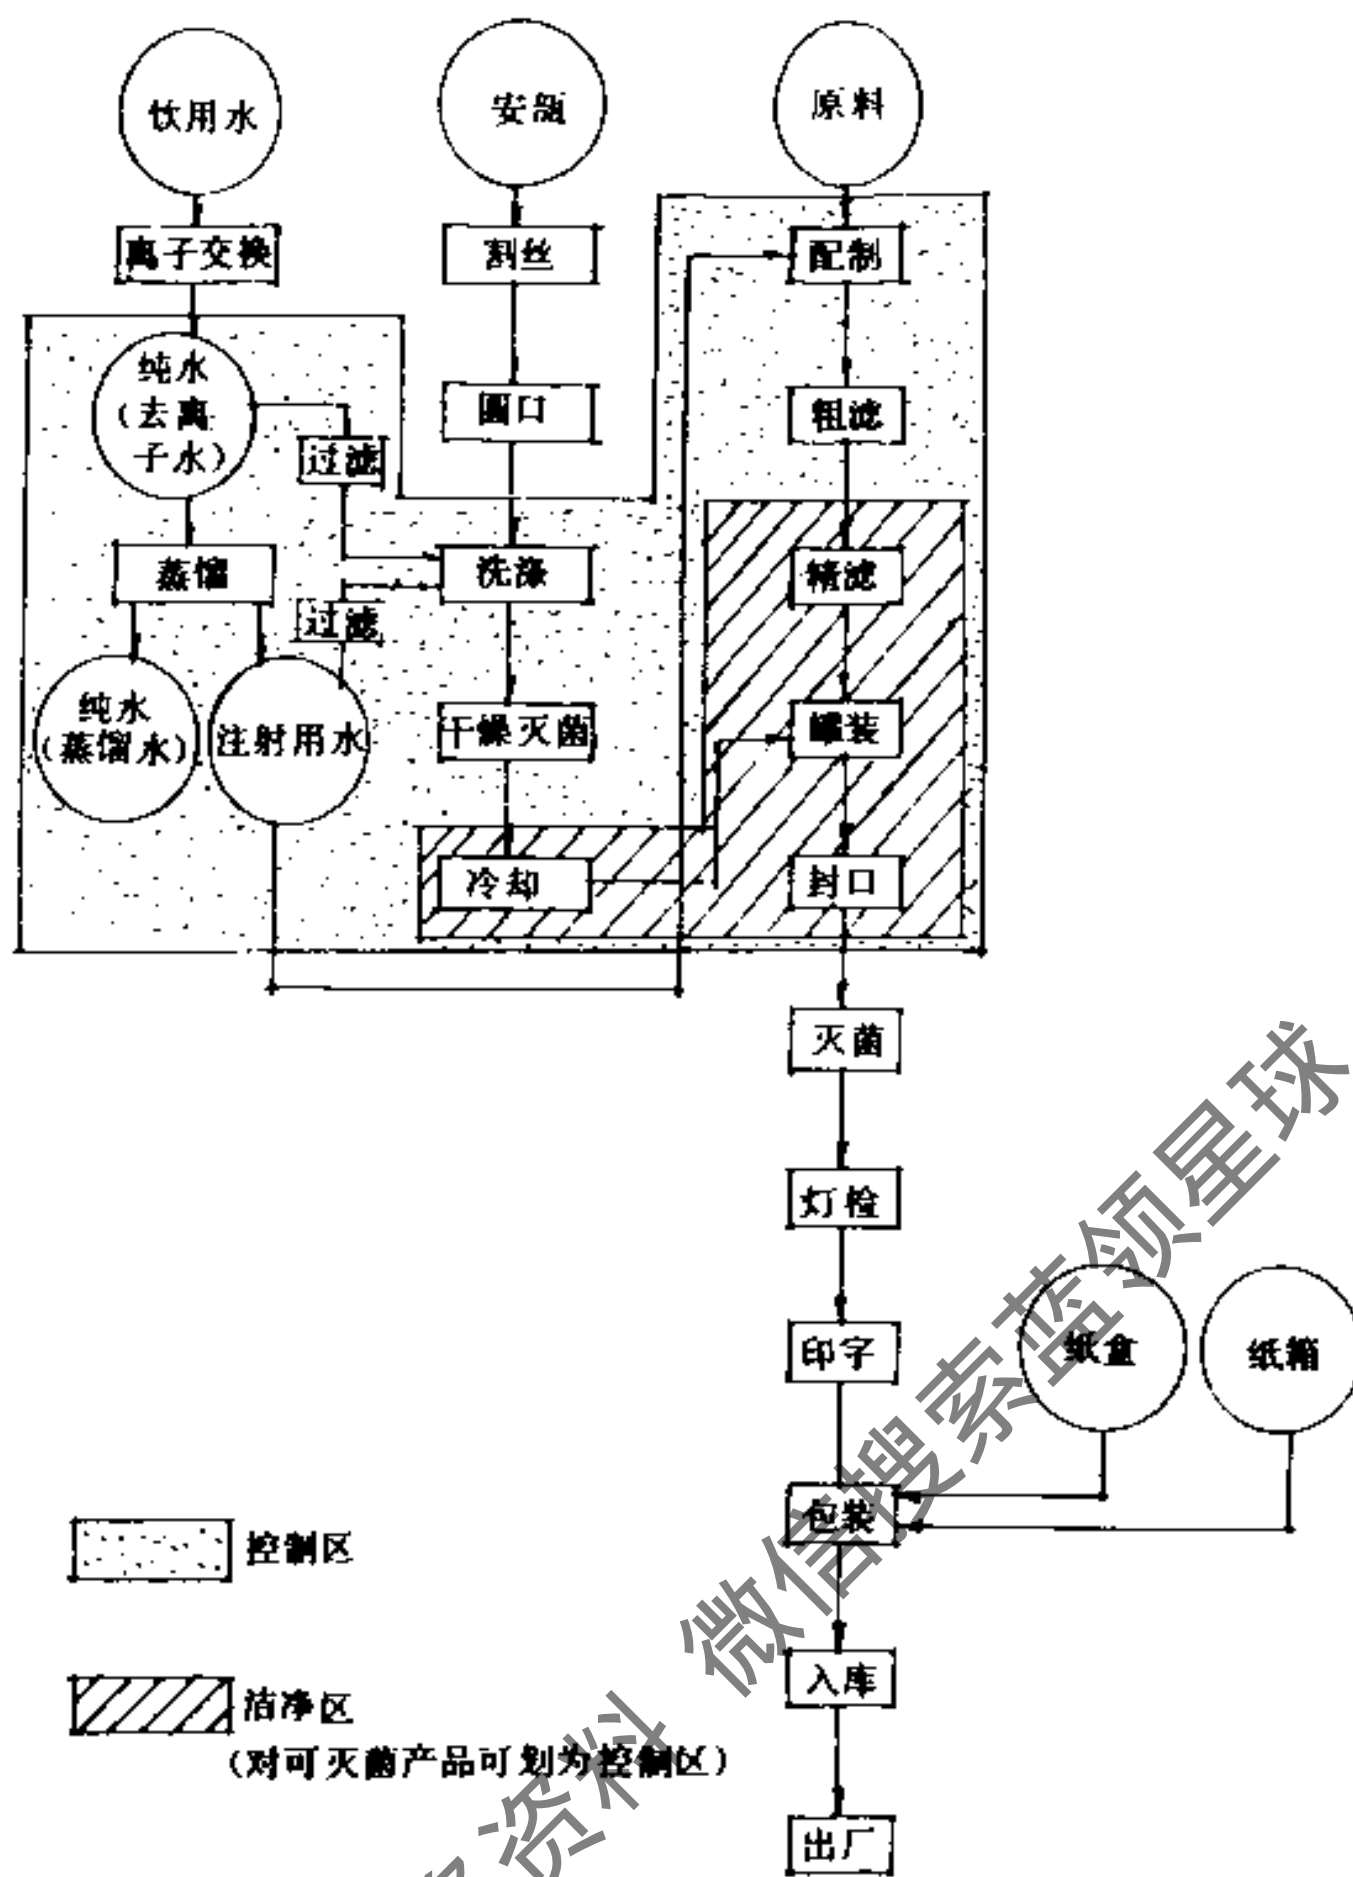 饮用水
安瓿
原料
离子交换
割丝
配制
纯水
(去离
子水)
圆口
粗滤
过滤
蒸馏
洗涤
精滤
过滤
纯水
(蒸馏水)
注射用水
干燥灭菌
罐装
冷却
封口
灭菌
灯检
印字
纸盒
纸箱
包装
控制区
入库
洁净区
(对可灭菌产品可划为控制区)
出厂
资料 微信搜索蓝领星球